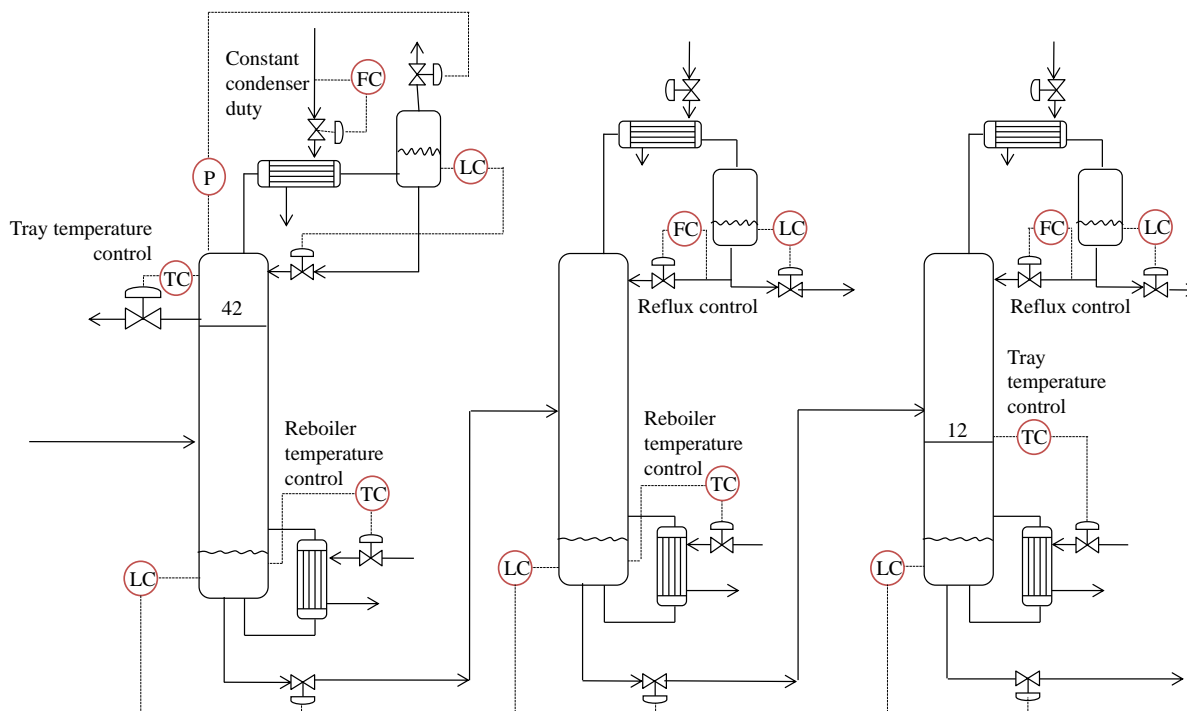 Constant
condenser
duty
FC
P
LC
Tray temperature
control
TC
42
FC
LC
Reflux control
FC
LC
Reflux control
Tray
temperature
control
12
TC
Reboiler
temperature
control
TC
Reboiler
temperature
control
TC
LC
LC
LC